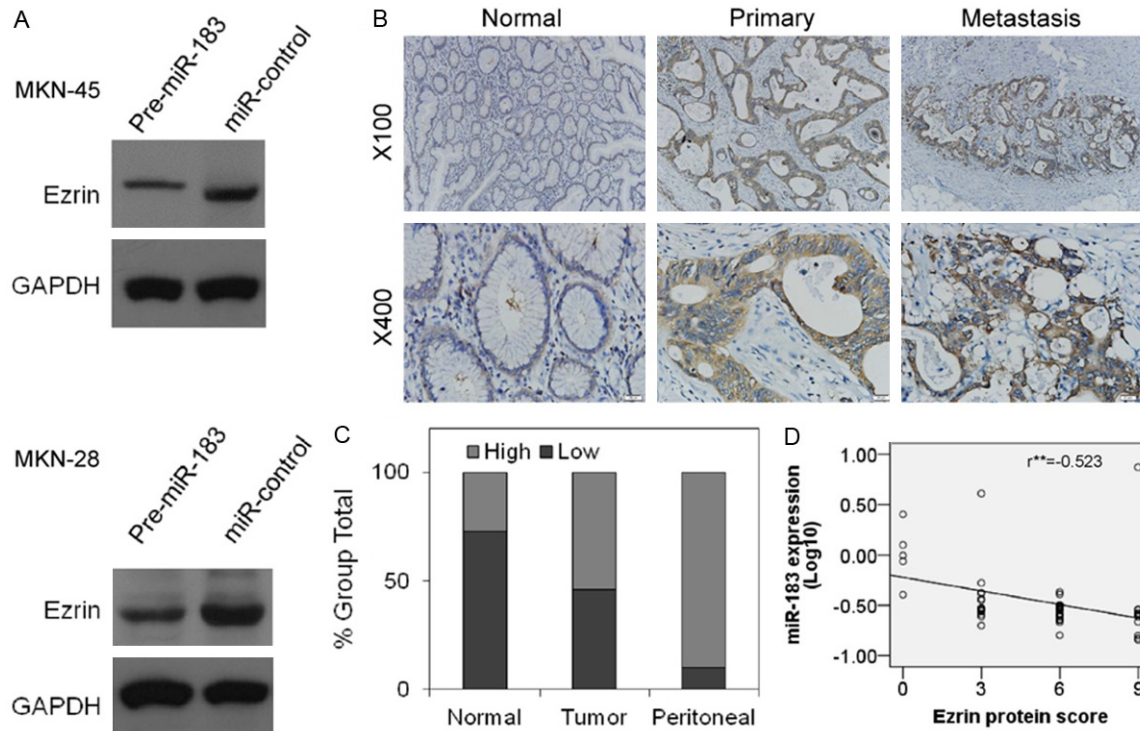 A
MKN-45
Pre-miR-183
miR-control
Ezrin
GAPDH
MKN-28
Pre-miR-183
miR-control
Ezrin
GAPDH
B
Normal
Primary
Metastasis
X100
X400
C
High
Low
% Group Total
100
50
0
Normal
Tumor
Peritoneal
D
miR-183 expression
(Log10)
1.00
0.50
0.00
-0.50
-1.00
r**=-0.523
0
3
6
9
Ezrin protein score